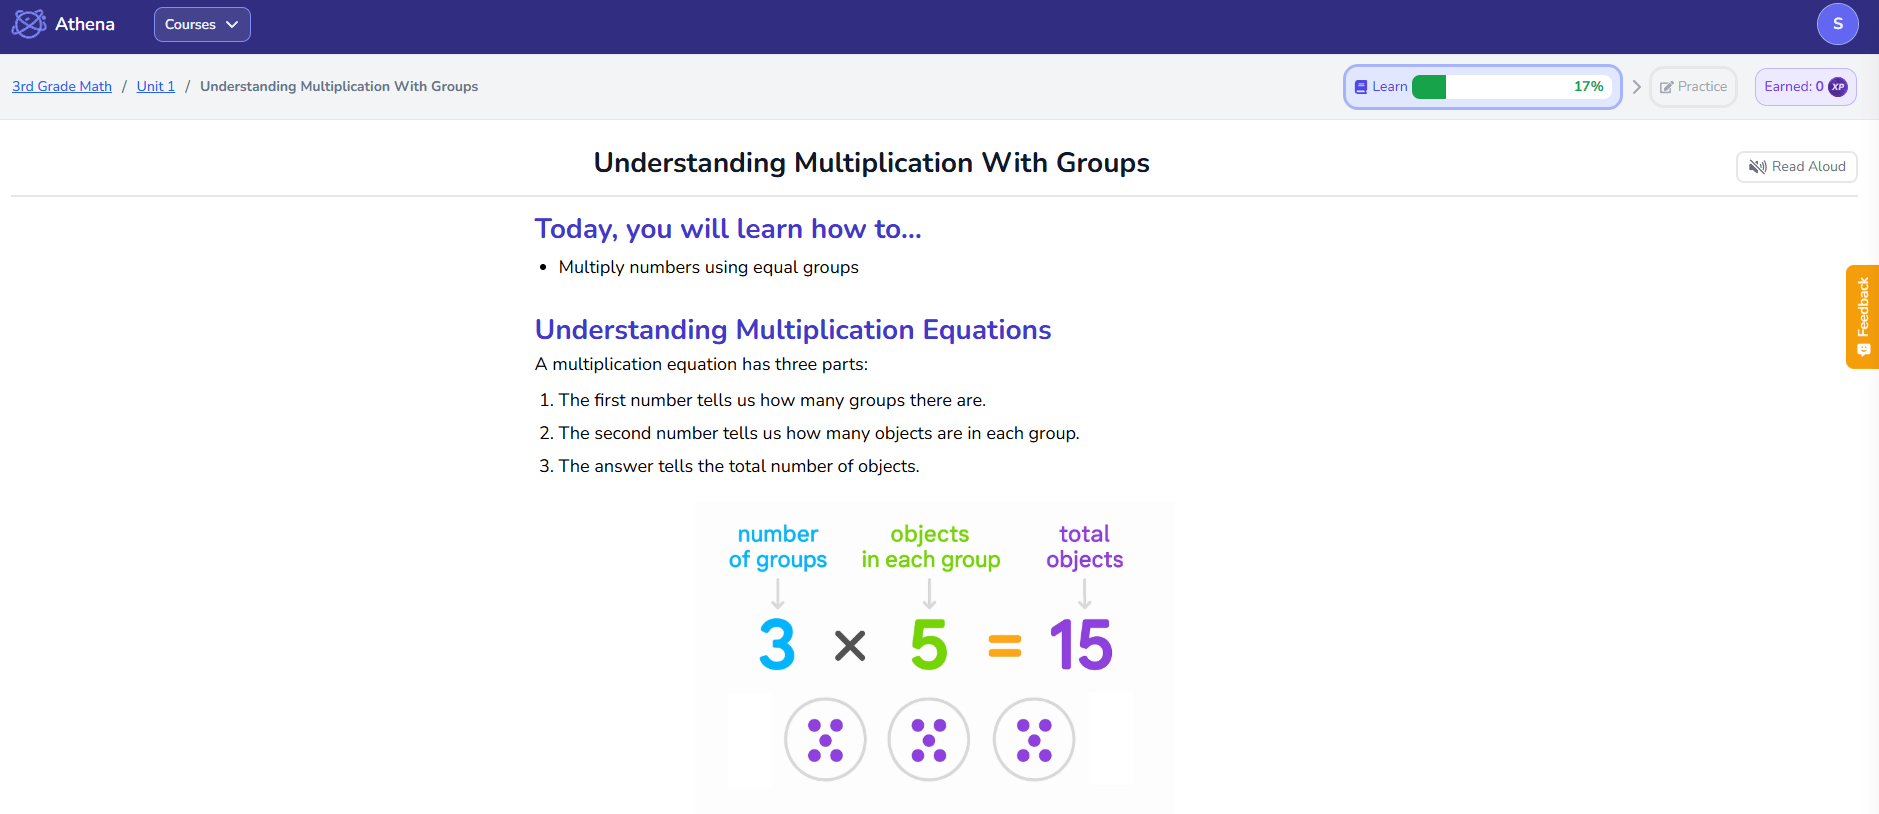 Athena
Courses
S
3rd Grade Math / Unit 1 / Understanding Multiplication With Groups
Learn 17%
Practice
Earned: 0 XP
Understanding Multiplication With Groups
Read Aloud
Today, you will learn how to...
• Multiply numbers using equal groups
Feedback
Understanding Multiplication Equations
A multiplication equation has three parts:
1. The first number tells us how many groups there are.
2. The second number tells us how many objects are in each group.
3. The answer tells the total number of objects.
number
of groups
objects
in each group
total
objects
3 × 5 = 15